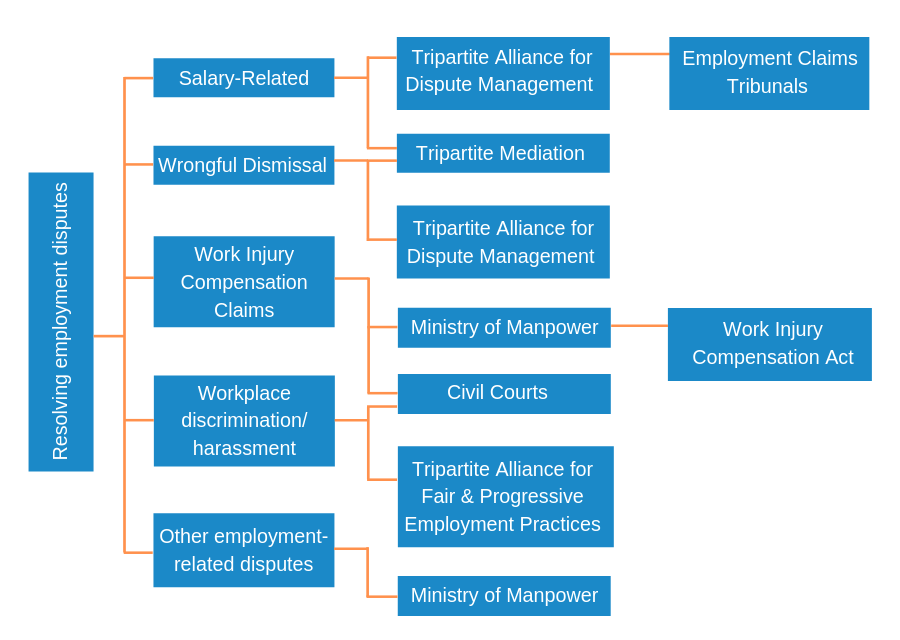 Resolving employment disputes
Salary-Related
Wrongful Dismissal
Work Injury
Compensation
Claims
Workplace
discrimination/
harassment
Other employment-
related disputes
Tripartite Alliance for
Dispute Management
Tripartite Mediation
Tripartite Alliance for
Dispute Management
Ministry of Manpower
Civil Courts
Tripartite Alliance for
Fair & Progressive
Employment Practices
Ministry of Manpower
Employment Claims
Tribunals
Work Injury
Compensation Act